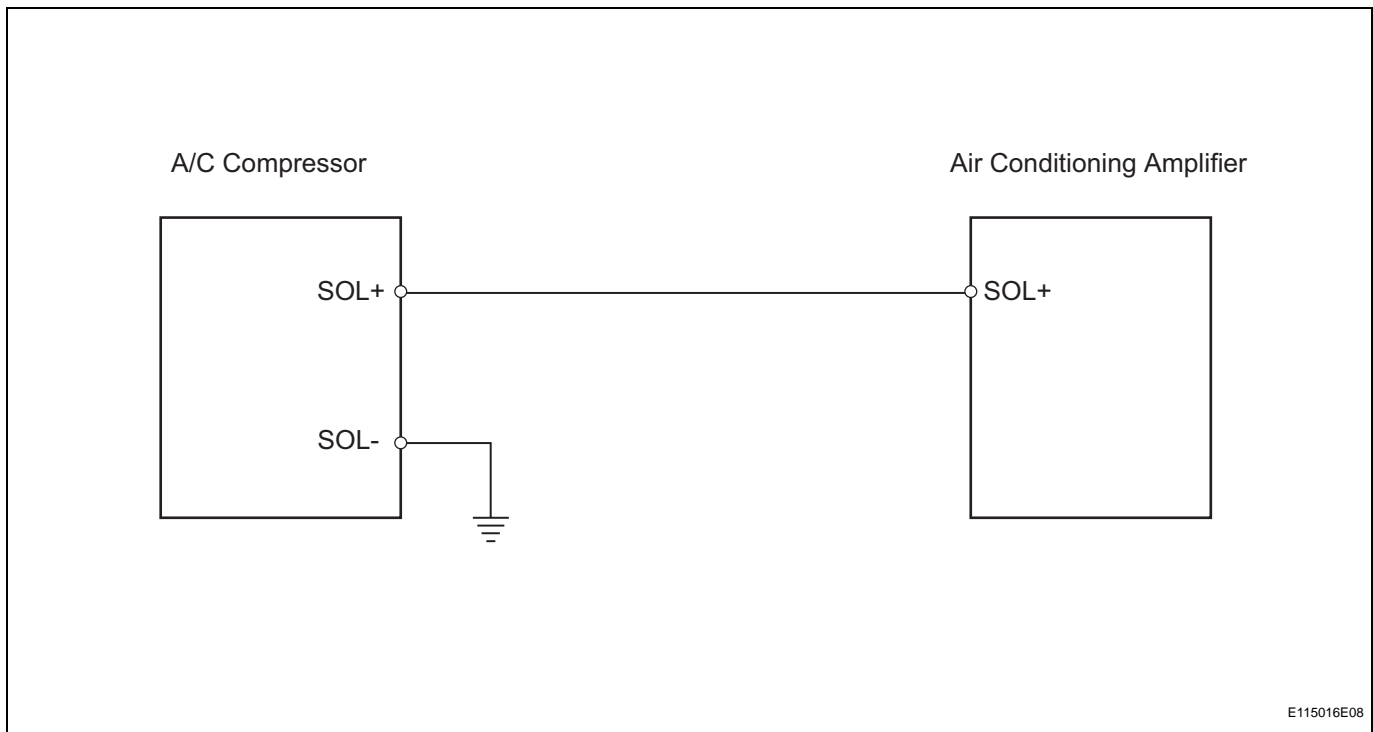 A/C Compressor
Air Conditioning Amplifier
SOL+
SOL+
SOL-
E115016E08